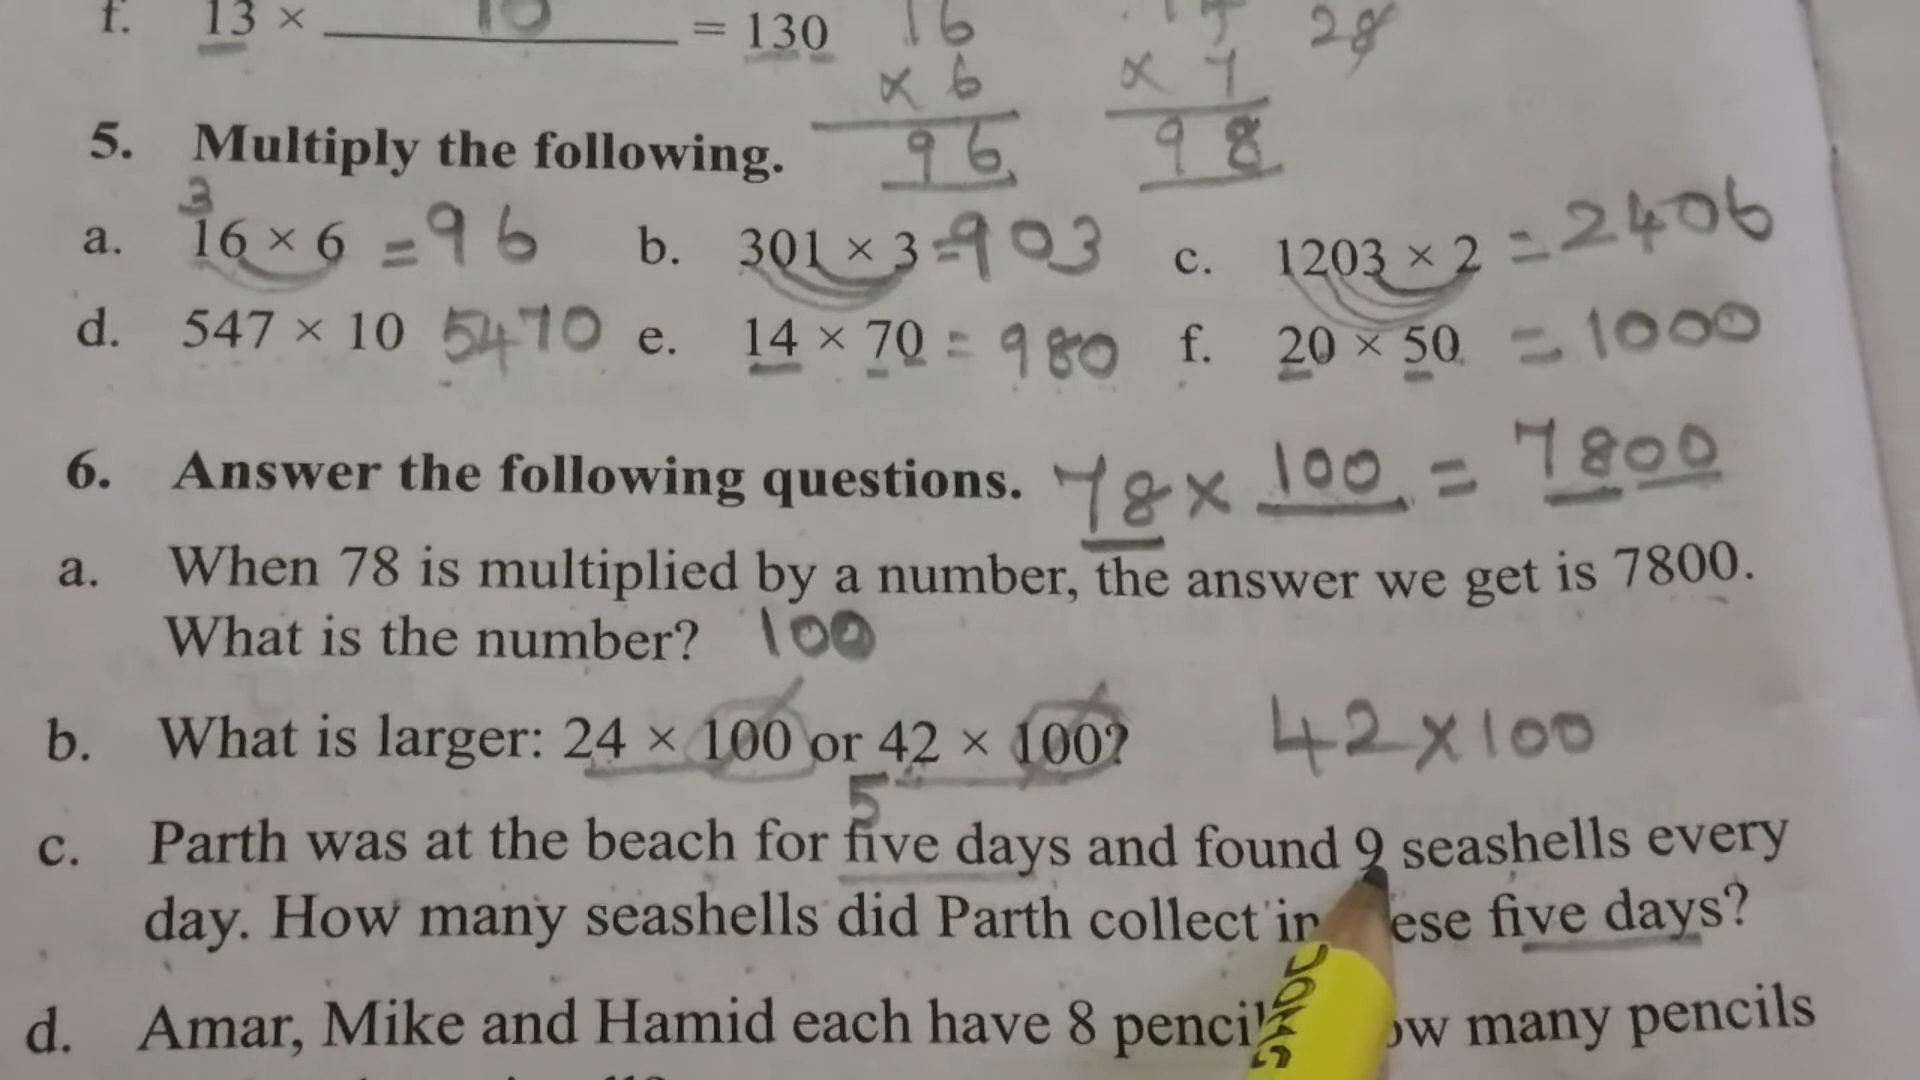 f. 13 × 10 = 130 16 28
× 6 × 7
5. Multiply the following. 96 98
3
a. 16 × 6 = 96 b. 301 × 3 = 903 c. 1203 × 2 = 2406
d. 547 × 10 5470 e. 14 × 70 = 980 f. 20 × 50 = 1000
6. Answer the following questions. 78 × 100 = 7800
a. When 78 is multiplied by a number, the answer we get is 7800.
What is the number? 100
b. What is larger: 24 × 100 or 42 × 100? 42 × 100
5
c. Parth was at the beach for five days and found 9 seashells every
day. How many seashells did Parth collect in ese five days?
d. Amar, Mike and Hamid each have 8 pencil ow many pencils